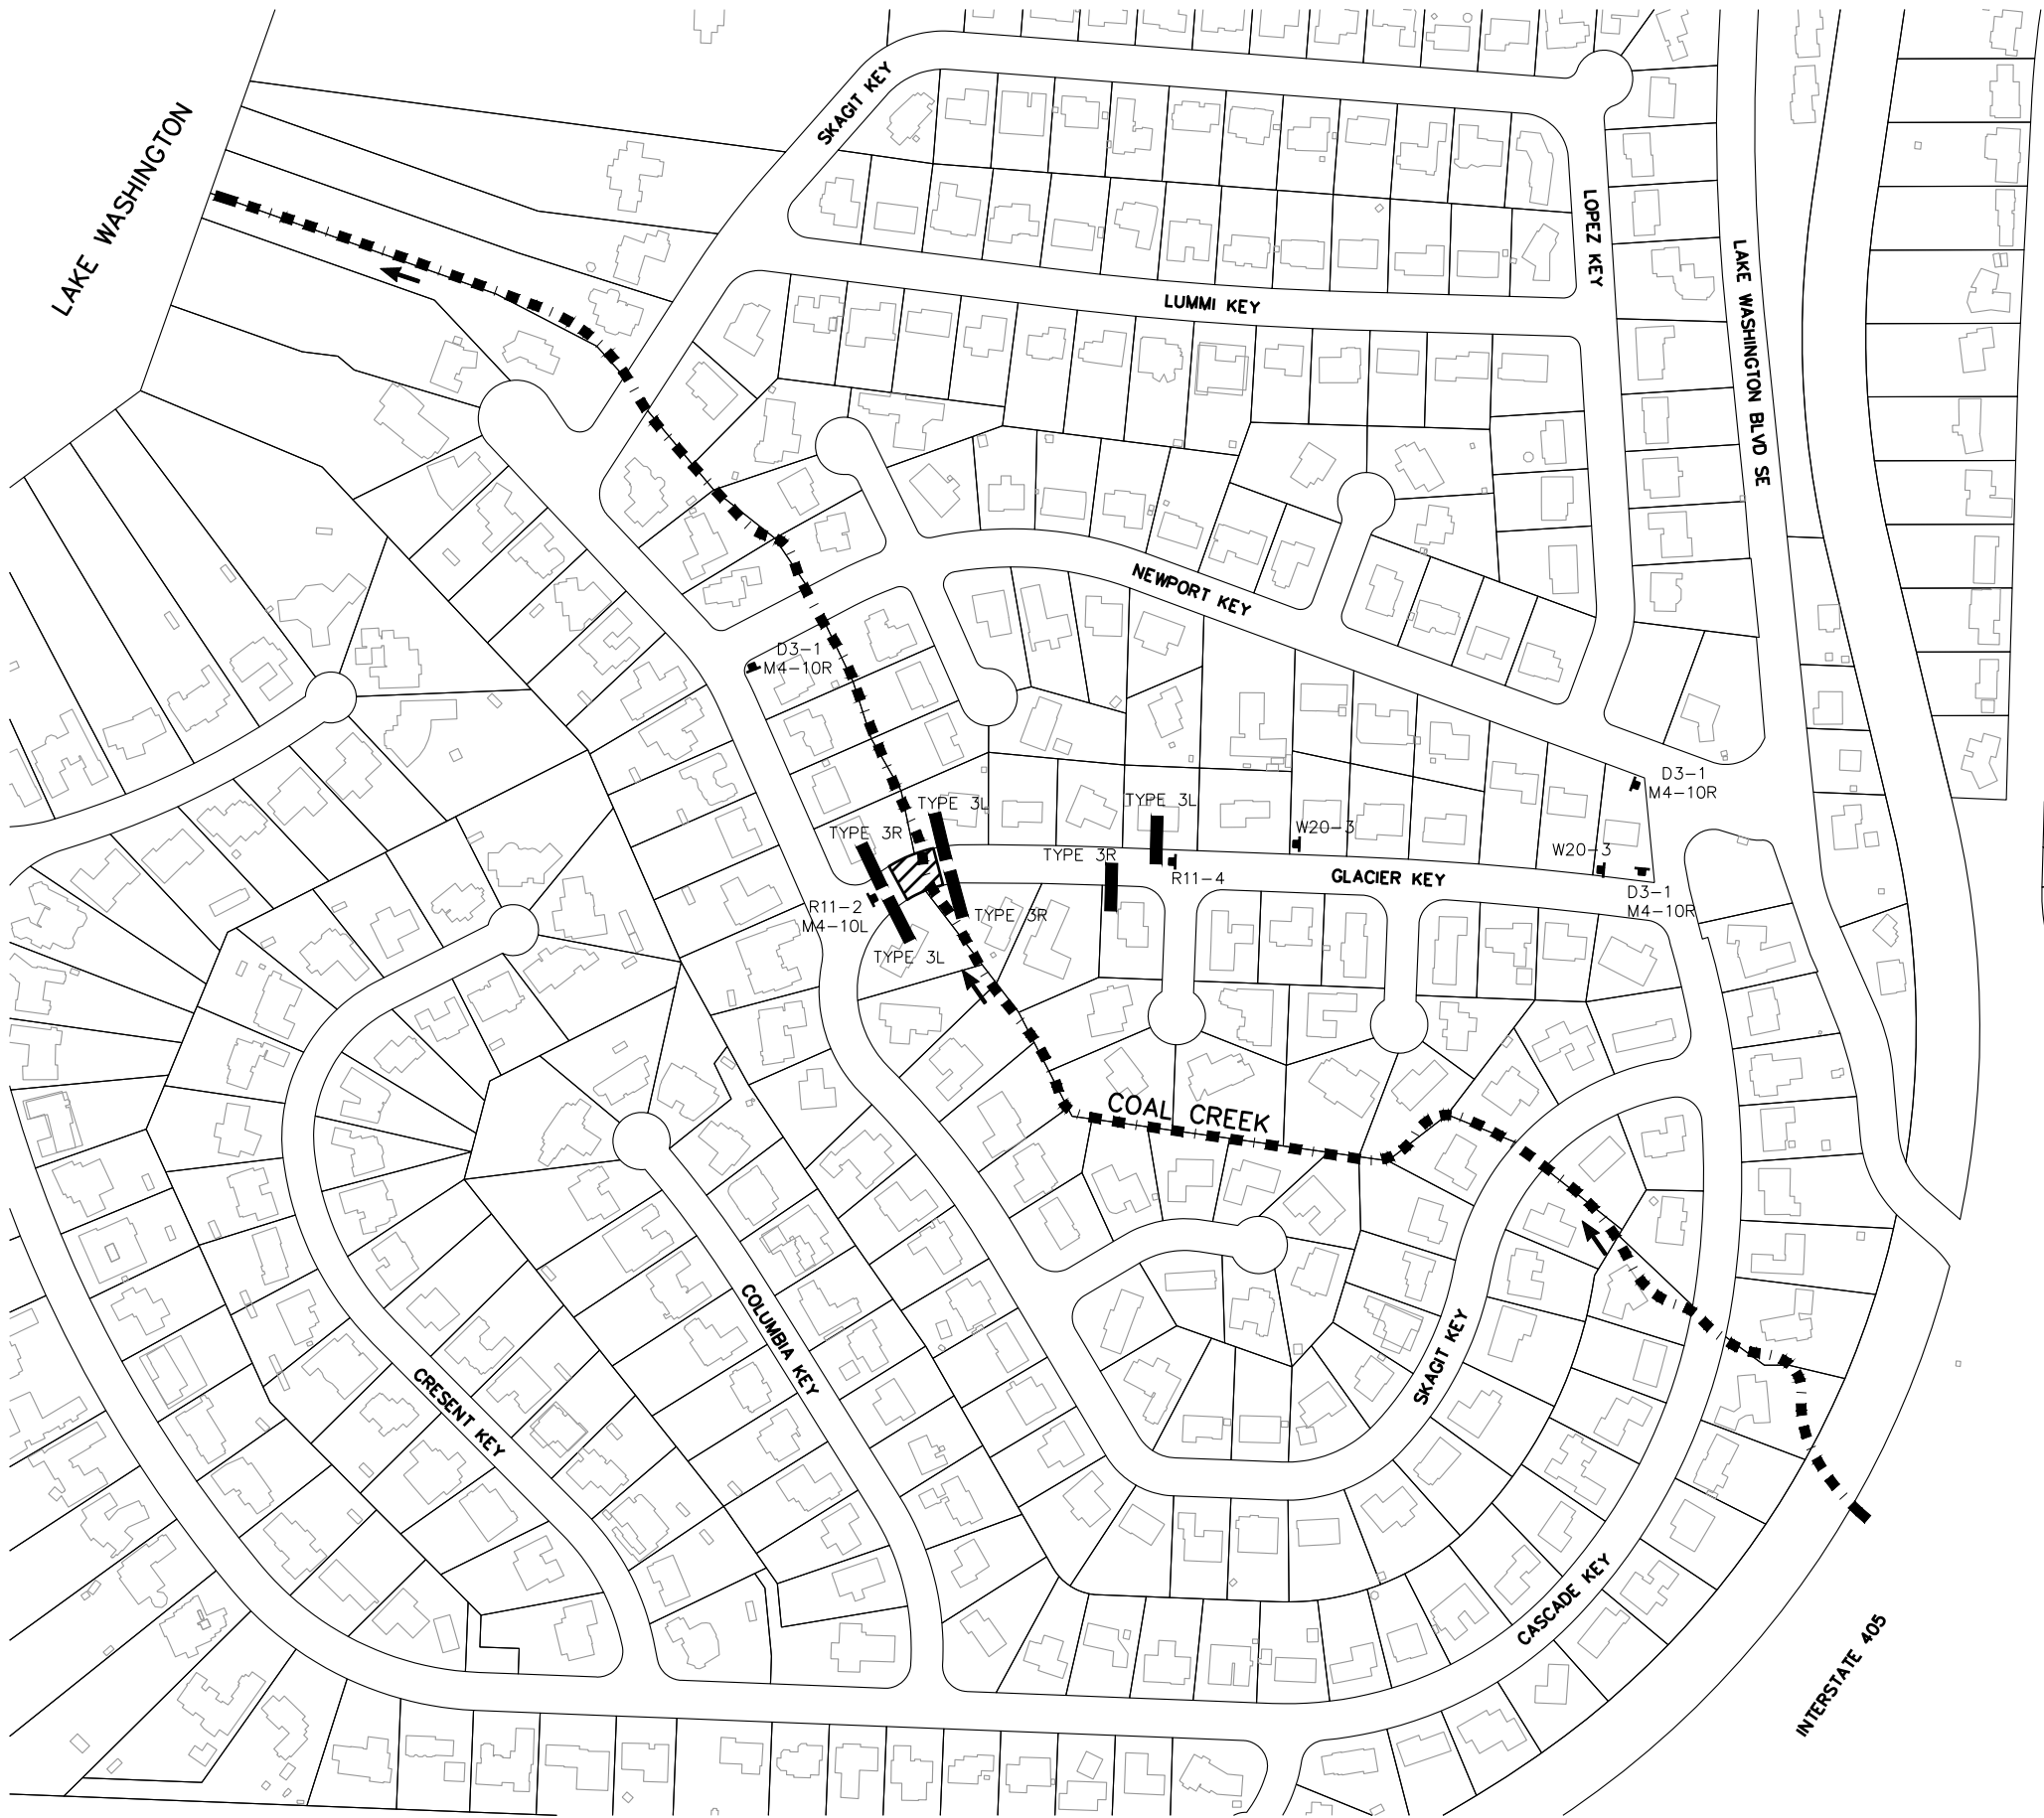 SKAGIT KEY
LAKE WASHINGTON
LOPEZ KEY
LAKE WASHINGTON BLVD SE
LUMMI KEY
NEWPORT KEY
D3-1
M4-10R
D3-1
M4-10R
TYPE 3L
TYPE 3L
TYPE 3R
W20-3
TYPE 3R
W20-3
R11-4
GLACIER KEY
D3-1
M4-10R
R11-2
M4-10L
TYPE 3R
TYPE 3L
COAL CREEK
COLUMBIA KEY
SKAGIT KEY
CRESENT KEY
CASCADE KEY
INTERSTATE 405